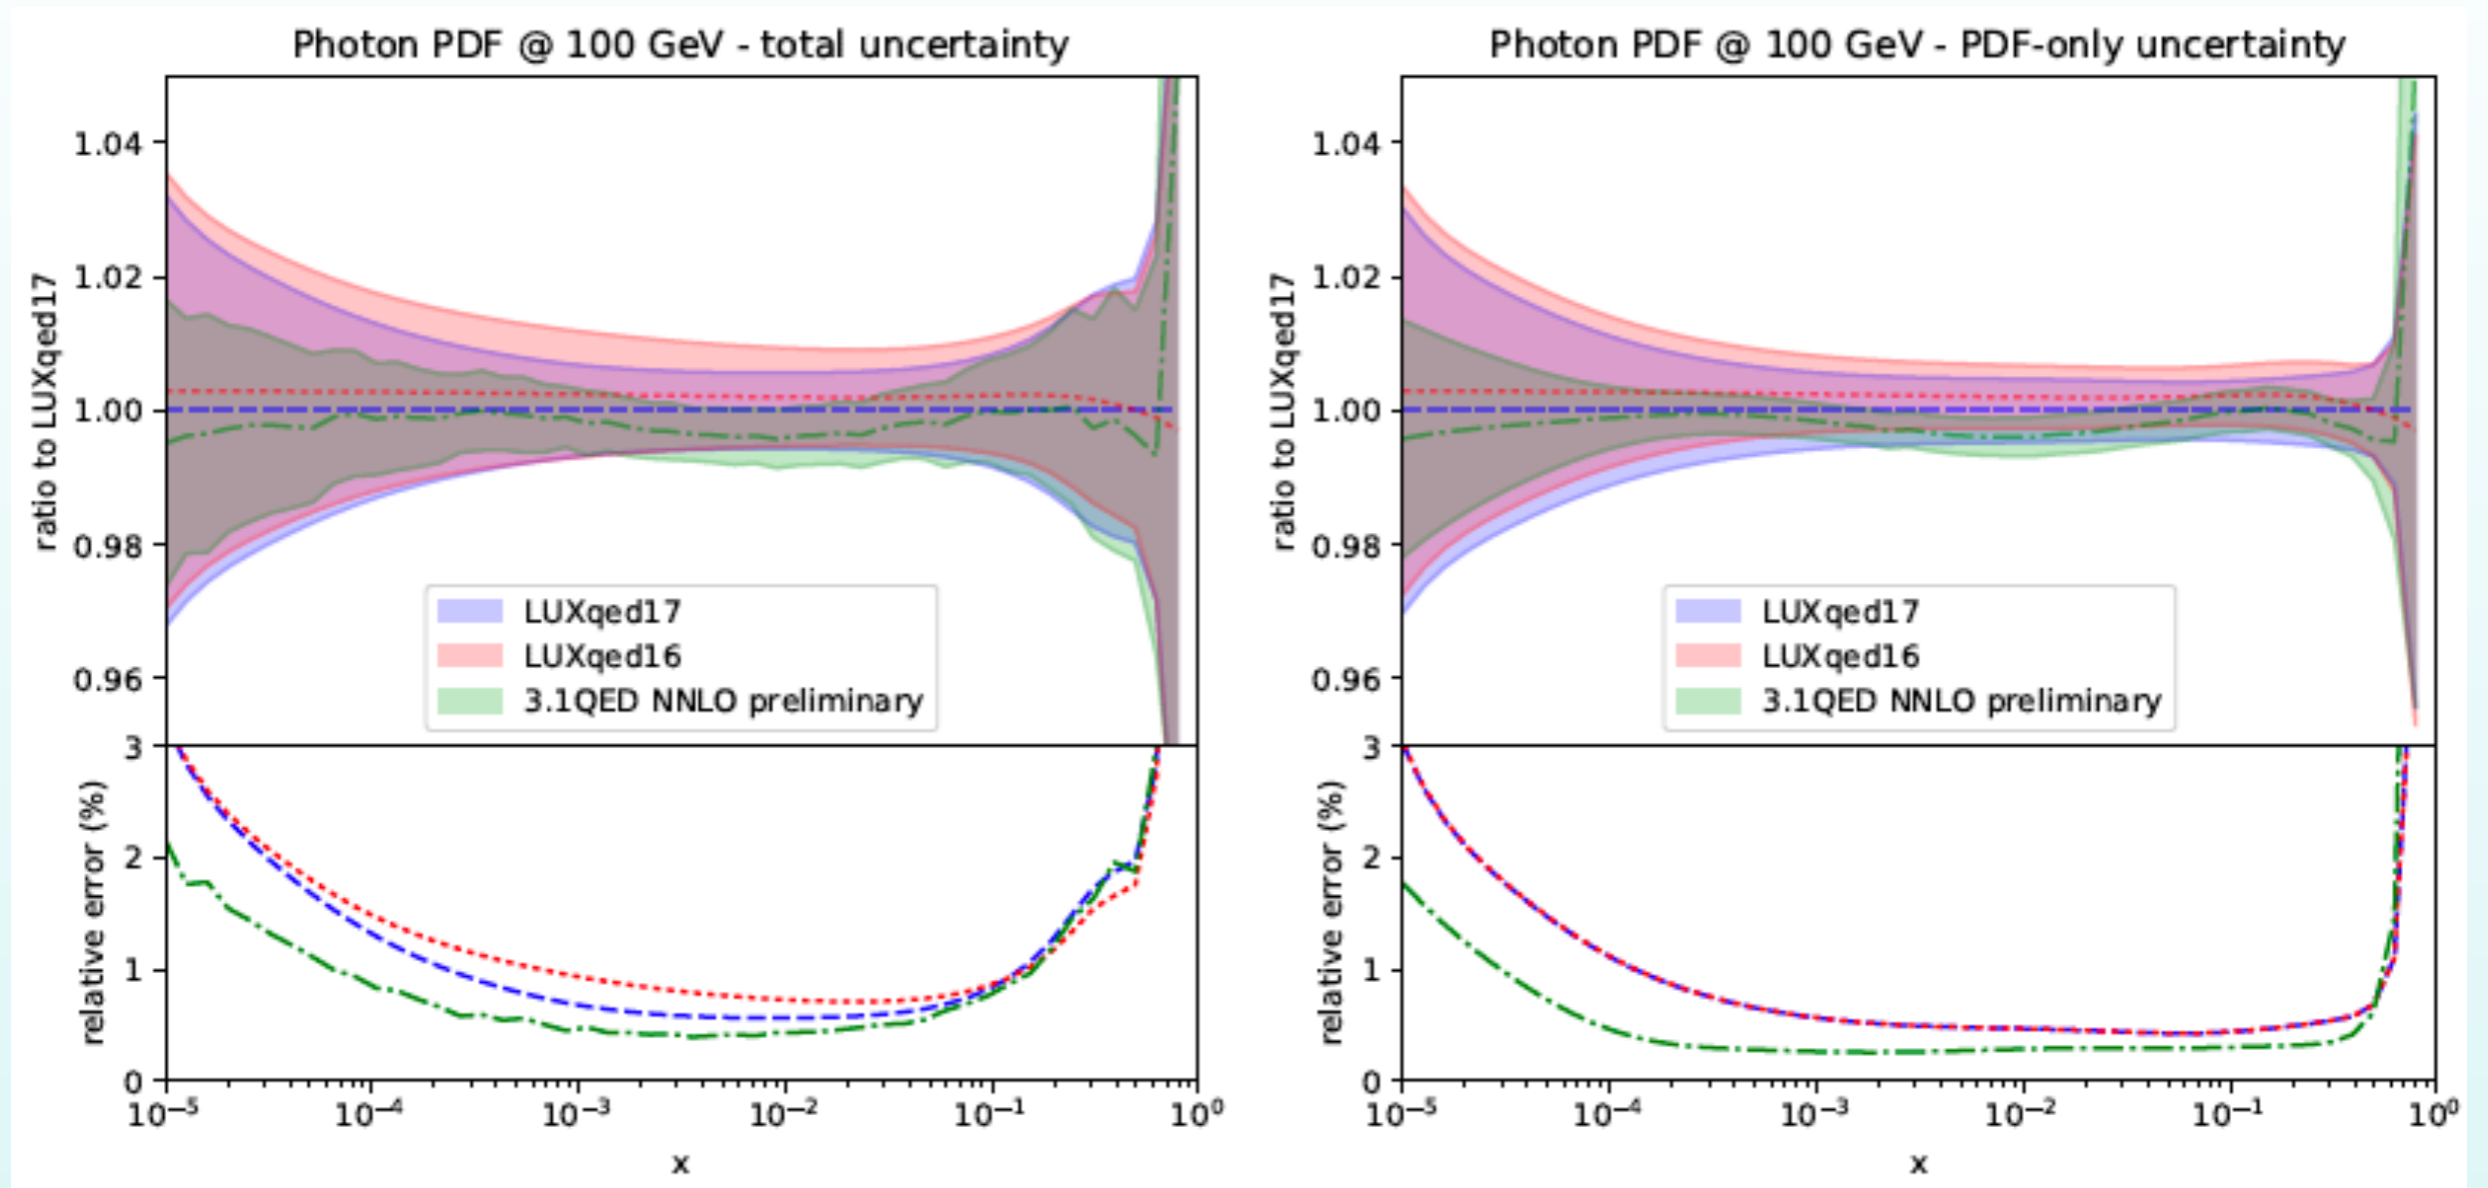 Photon PDF @ 100 GeV - total uncertainty
ratio to LUXqed17
1.04
1.02
1.00
0.98
0.96
LUXqed17
LUXqed16
3.1QED NNLO preliminary
relative error (%)
3
2
1
0
10⁻⁵ 10⁻⁴ 10⁻³ 10⁻² 10⁻¹ 10⁰
x
Photon PDF @ 100 GeV - PDF-only uncertainty
ratio to LUXqed17
1.04
1.02
1.00
0.98
0.96
LUXqed17
LUXqed16
3.1QED NNLO preliminary
relative error (%)
3
2
1
0
10⁻⁵ 10⁻⁴ 10⁻³ 10⁻² 10⁻¹ 10⁰
x